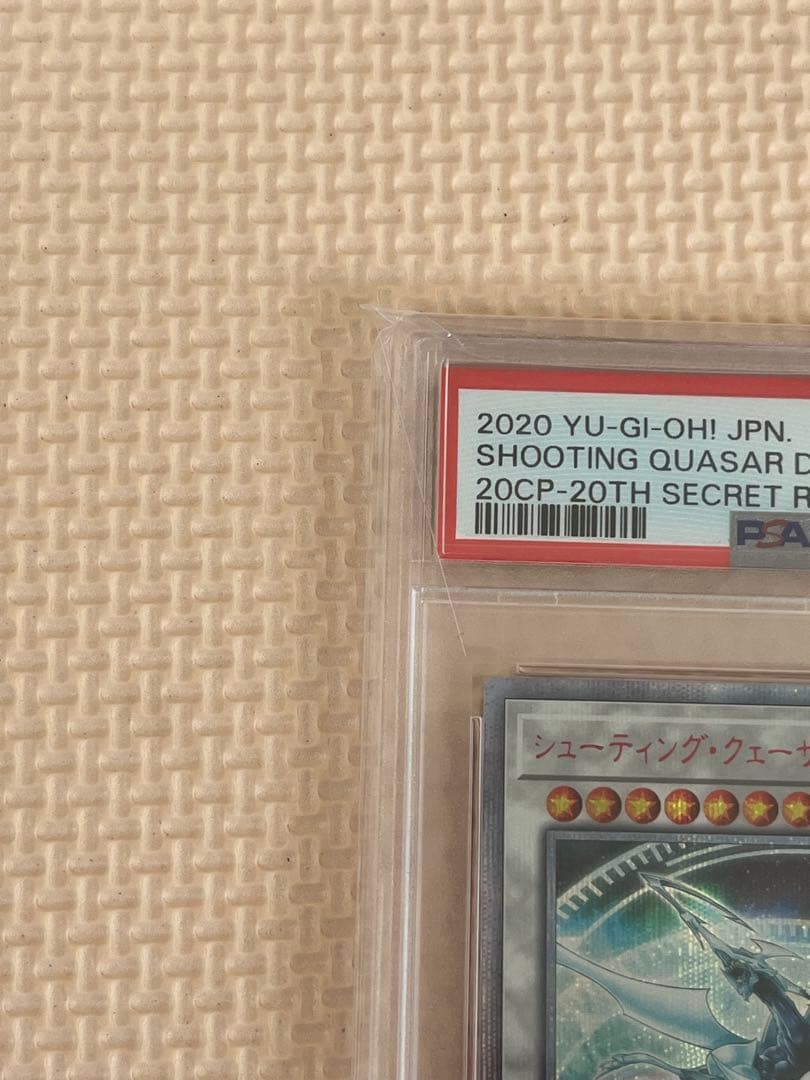 2020 YU-GI-OH! JPN.
SHOOTING QUASAR D
20CP-20TH SECRET R
PSA
シューティング・クェーサ